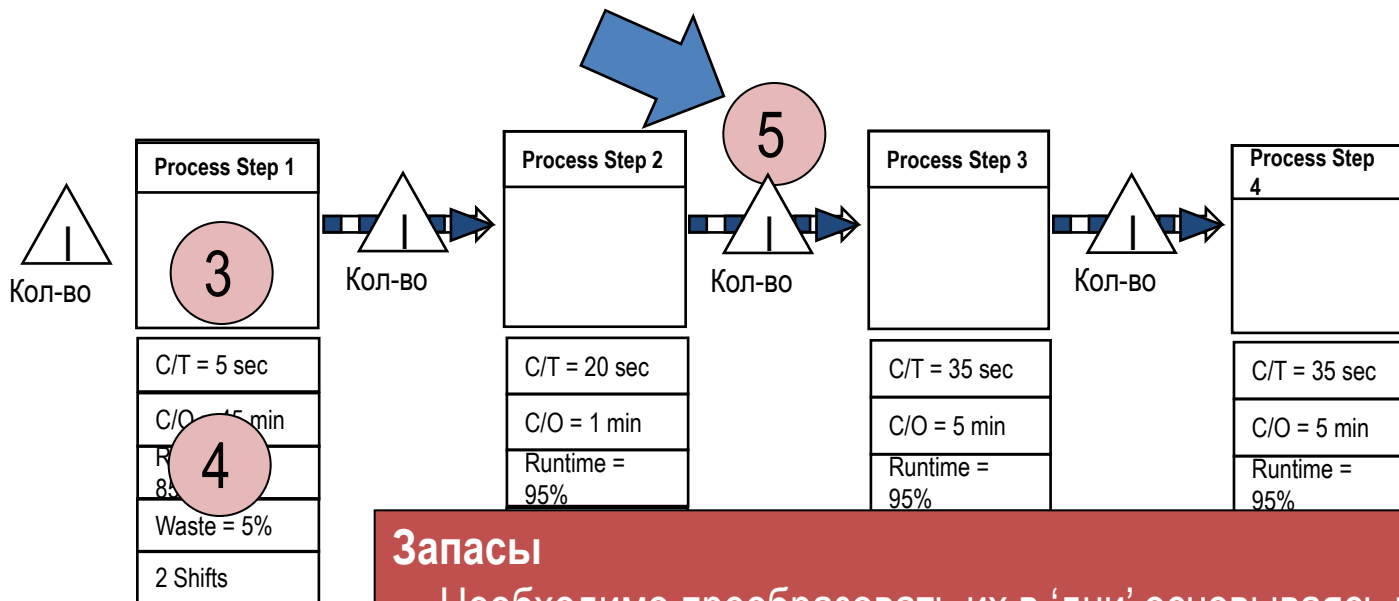 5
Process Step 1
Process Step 2
Process Step 3
Process Step
4
I
I
I
I
3
Кол-во
Кол-во
Кол-во
Кол-во
C/T = 5 sec
C/T = 20 sec
C/T = 35 sec
C/T = 35 sec
min
C/O = 1 min
C/O = 5 min
C/O = 5 min
4
Runtime =
95%
Runtime =
95%
Runtime =
95%
Waste = 5%
2 Shifts
Запасы